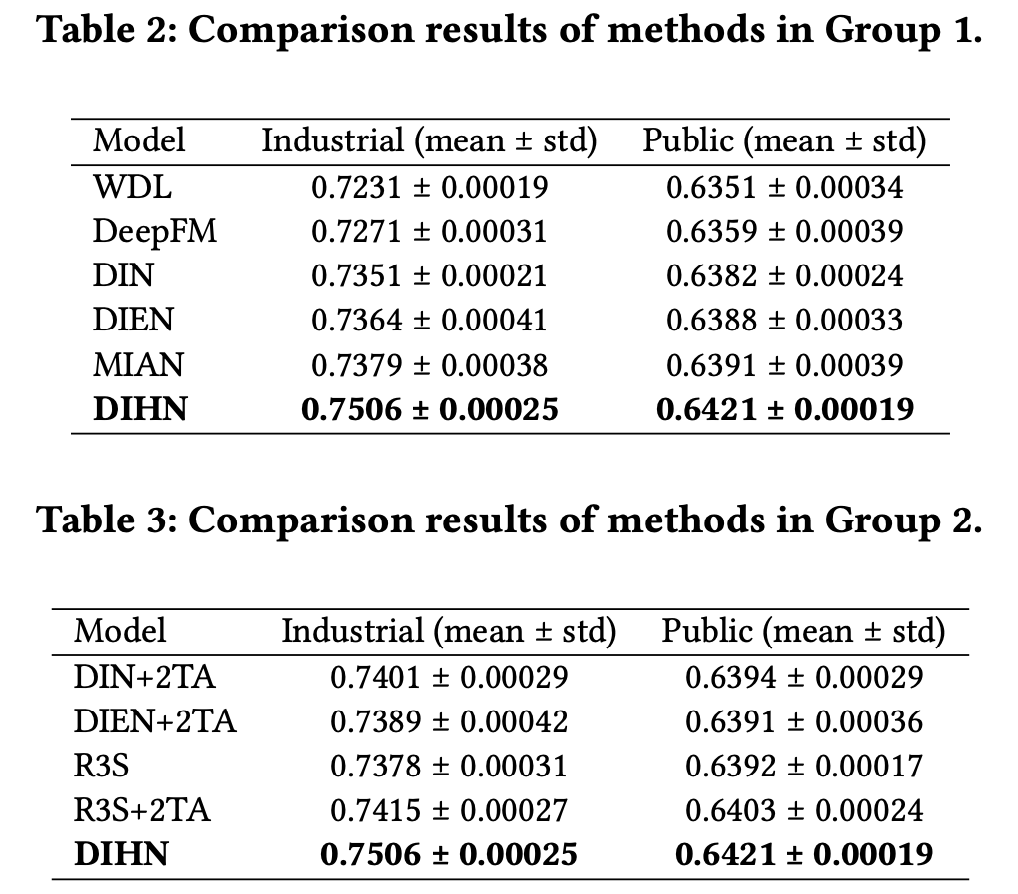 Table 2: Comparison results of methods in Group 1.
Model Industrial (mean ± std) Public (mean ± std)
WDL 0.7231 ± 0.00019 0.6351 ± 0.00034
DeepFM 0.7271 ± 0.00031 0.6359 ± 0.00039
DIN 0.7351 ± 0.00021 0.6382 ± 0.00024
DIEN 0.7364 ± 0.00041 0.6388 ± 0.00033
MIAN 0.7379 ± 0.00038 0.6391 ± 0.00039
DIHN 0.7506 ± 0.00025 0.6421 ± 0.00019
Table 3: Comparison results of methods in Group 2.
Model Industrial (mean ± std) Public (mean ± std)
DIN+2TA 0.7401 ± 0.00029 0.6394 ± 0.00029
DIEN+2TA 0.7389 ± 0.00042 0.6391 ± 0.00036
R3S 0.7378 ± 0.00031 0.6392 ± 0.00017
R3S+2TA 0.7415 ± 0.00027 0.6403 ± 0.00024
DIHN 0.7506 ± 0.00025 0.6421 ± 0.00019